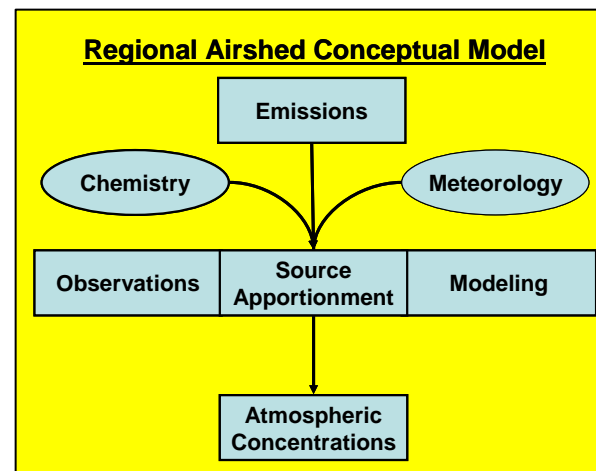 Regional Airshed Conceptual Model
Emissions
Chemistry
Meteorology
Observations
Source
Apportionment
Modeling
Atmospheric
Concentrations